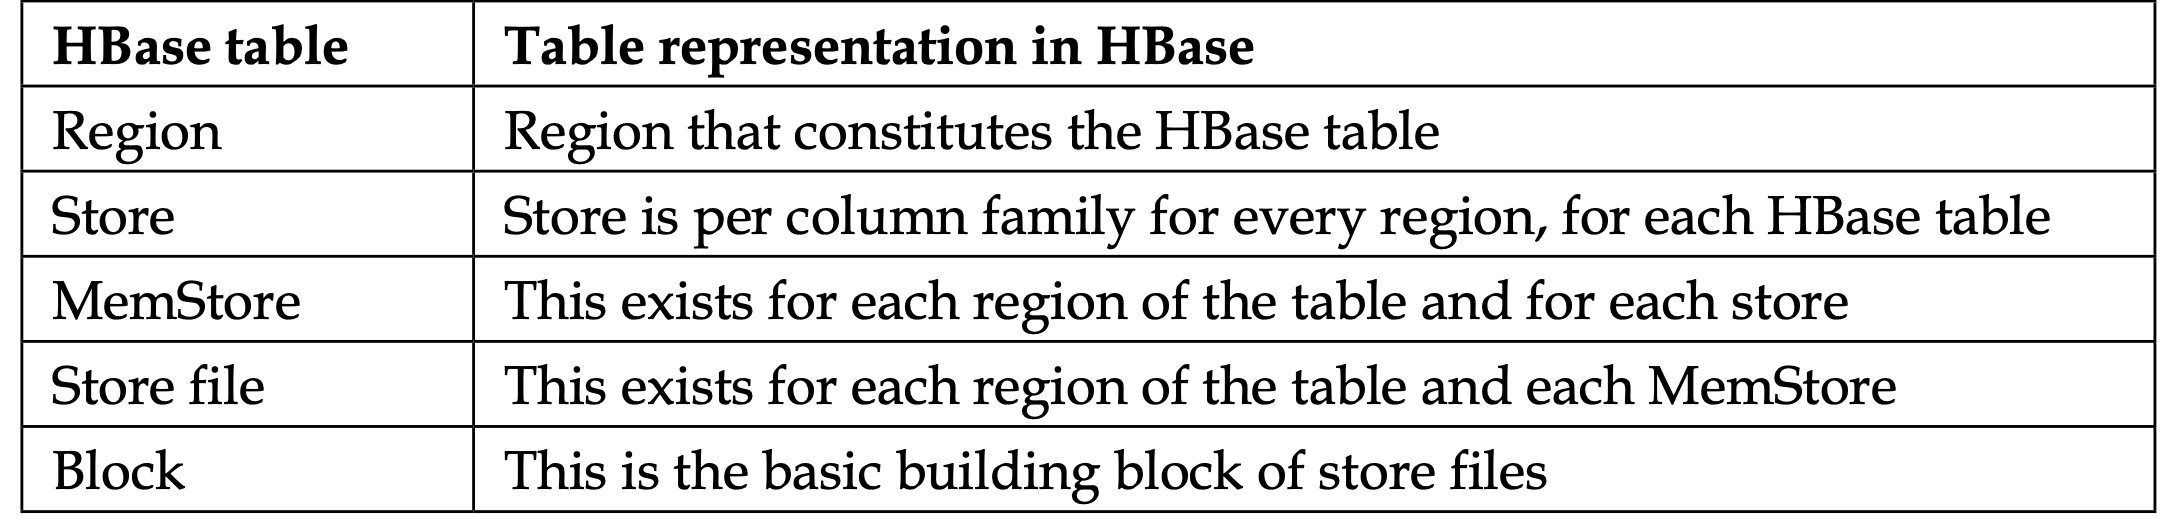 HBase table Table representation in HBase
Region Region that constitutes the HBase table
Store Store is per column family for every region, for each HBase table
MemStore This exists for each region of the table and for each store
Store file This exists for each region of the table and each MemStore
Block This is the basic building block of store files